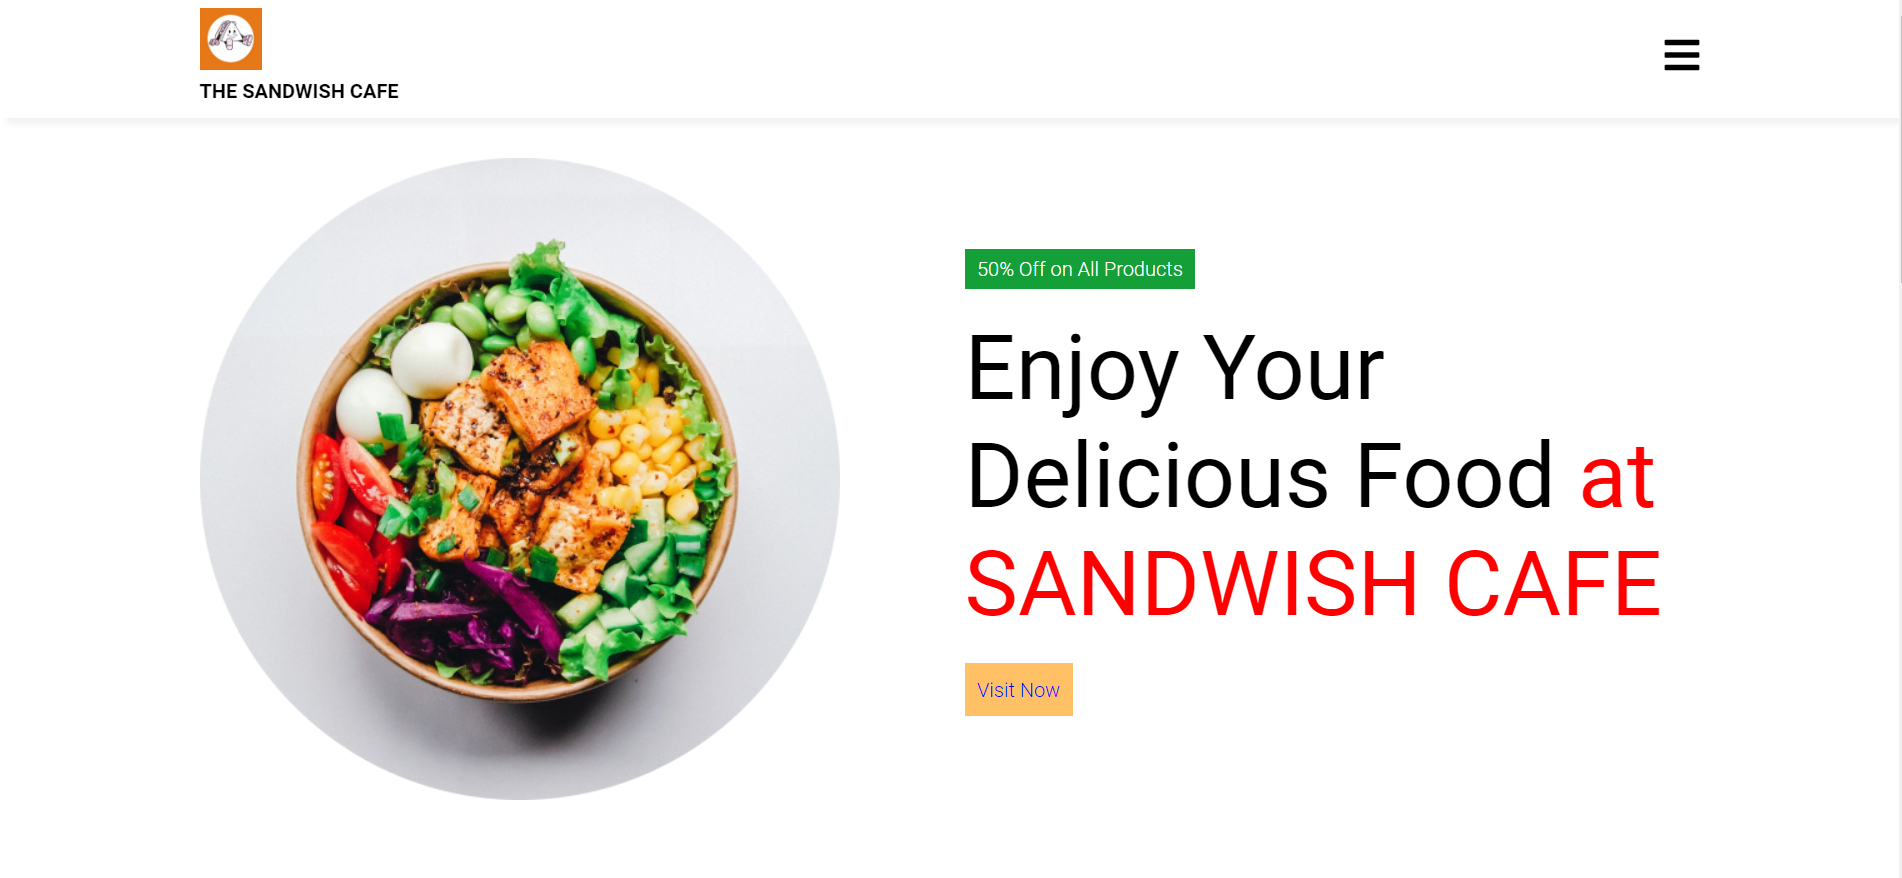 THE SANDWISH CAFE
50% Off on All Products
Enjoy Your
Delicious Food at
SANDWISH CAFE
Visit Now